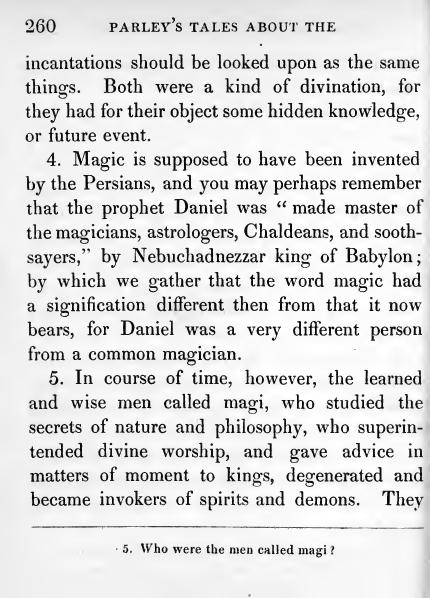 260 PARLEY'S TALES ABOUT THE
incantations should be looked upon as the same
things. Both were a kind of divination, for
they had for their object some hidden knowledge,
or future event.
4. Magic is supposed to have been invented
by the Persians, and you may perhaps remember
that the prophet Daniel was “ made master of
the magicians, astrologers, Chaldeans, and sooth-
sayers,” by Nebuchadnezzar king of Babylon;
by which we gather that the word magic had
a signification different then from that it now
bears, for Daniel was a very different person
from a common magician.
5. In course of time, however, the learned
and wise men called magi, who studied the
secrets of nature and philosophy, who superin-
tended divine worship, and gave advice in
matters of moment to kings, degenerated and
became invokers of spirits and demons. They
5. Who were the men called magi ?